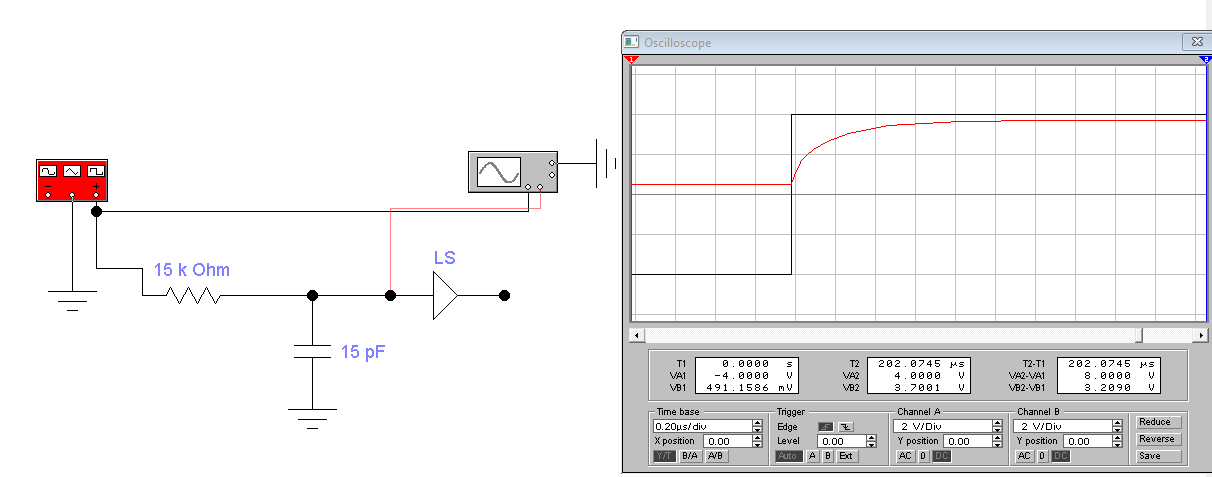 Oscilloscope
1
2
LS
15 k Ohm
15 pF
T1 0.0000 s
VA1 -4.0000 V
VB1 491.1586 mV
T2 202.0745 µs
VA2 4.0000 V
VB2 3.7001 V
T2-T1 202.0745 µs
VA2-VA1 8.0000 V
VB2-VB1 3.2090 V
Time base
0.20µs/div
X position 0.00
Y/T B/A A/B
Trigger
Edge
Level 0.00
Auto A B Ext
Channel A
2 V/Div
Y position 0.00
AC 0 DC
Channel B
2 V/Div
Y position 0.00
AC 0 DC
Reduce
Reverse
Save